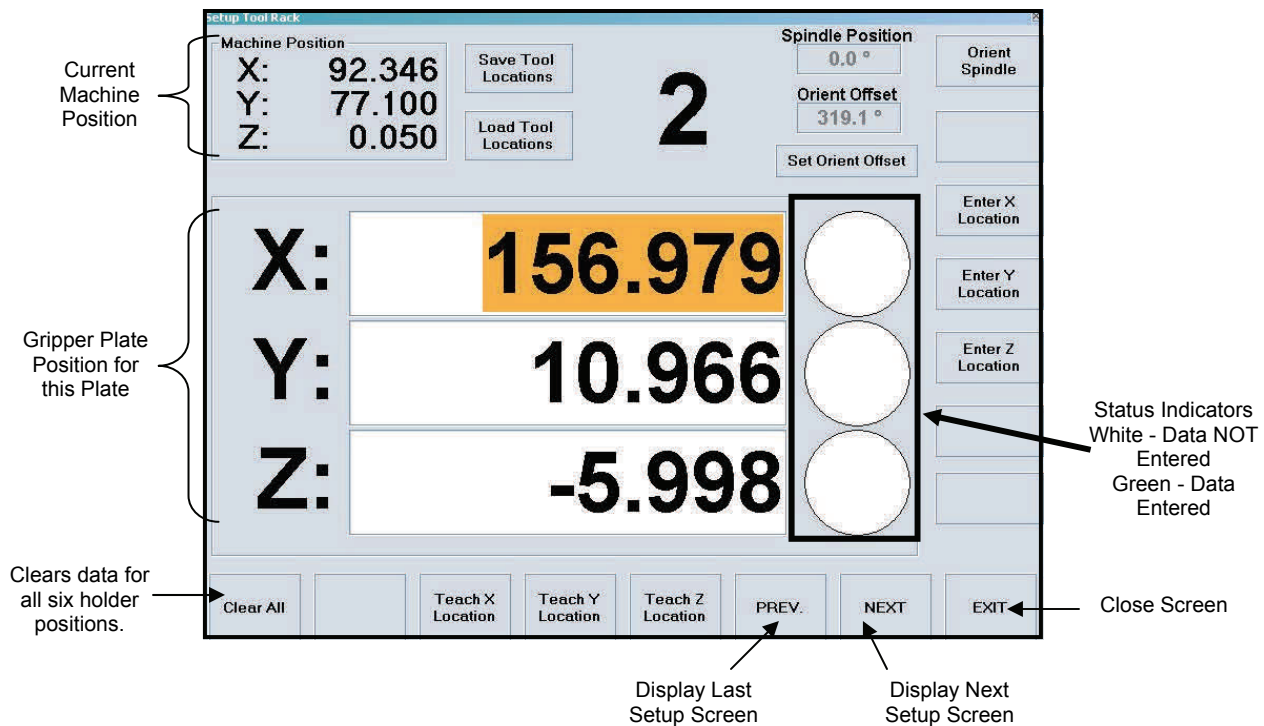 Setup Tool Rack
Machine Position
X: 92.346
Y: 77.100
Z: 0.050
Save Tool
Locations
Load Tool
Locations
2
Spindle Position
0.0 °
Orient Offset
319.1 °
Set Orient Offset
Orient
Spindle
Enter X
Location
Enter Y
Location
Enter Z
Location
X: 156.979
Y: 10.966
Z: -5.998
Clear All
Teach X
Location
Teach Y
Location
Teach Z
Location
PREV.
NEXT
EXIT
Current
Machine
Position
Gripper Plate
Position for
this Plate
Clears data for
all six holder
positions.
Status Indicators
White - Data NOT
Entered
Green - Data
Entered
Close Screen
Display Last
Setup Screen
Display Next
Setup Screen